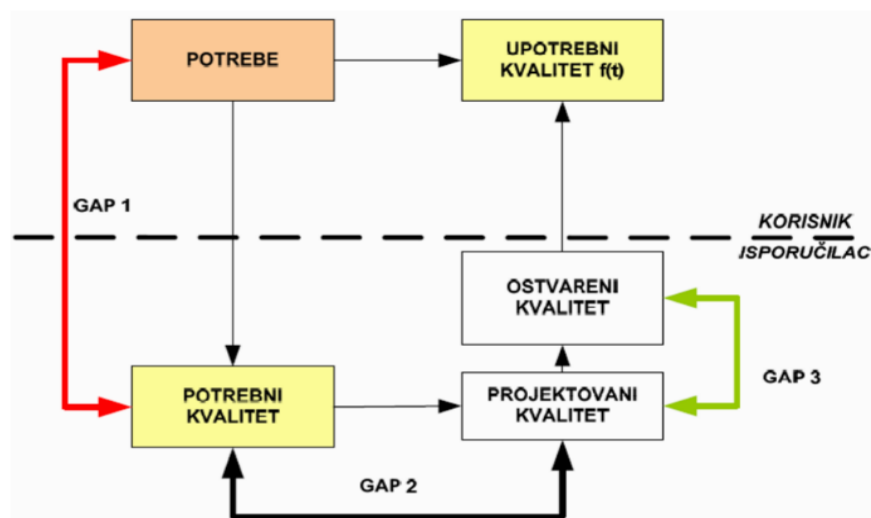 POTREBE
UPOTREBNI
KVALITET f(t)
GAP 1
KORISNIK
ISPORUČILAC
OSTVARENI
KVALITET
GAP 3
POTREBNI
KVALITET
PROJEKTOVANI
KVALITET
GAP 2